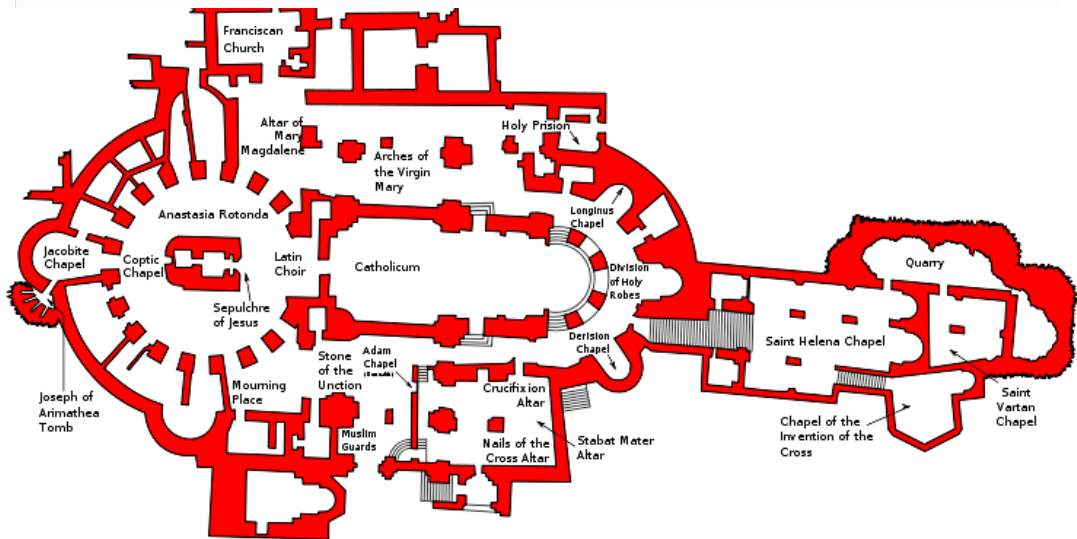 Franciscan
Church
Altar of
Mary
Magdalene
Holy Prision
Arches of
the Virgin
Mary
Anastasia Rotonda
Longinus
Chapel
Jacobite
Chapel
Coptic
Chapel
Latin
Choir
Catholicum
Division
of Holy
Robes
Quarry
Sepulchre
of Jesus
Derision
Chapel
Saint Helena Chapel
Stone
of the
Unction
Adam
Chapel
Mourning
Place
Crucifixion
Altar
Joseph of
Arimathea
Tomb
Saint
Vartan
Chapel
Chapel of the
Invention of the
Cross
Muslim
Guards
Nails of the
Cross Altar
Stabat Mater
Altar